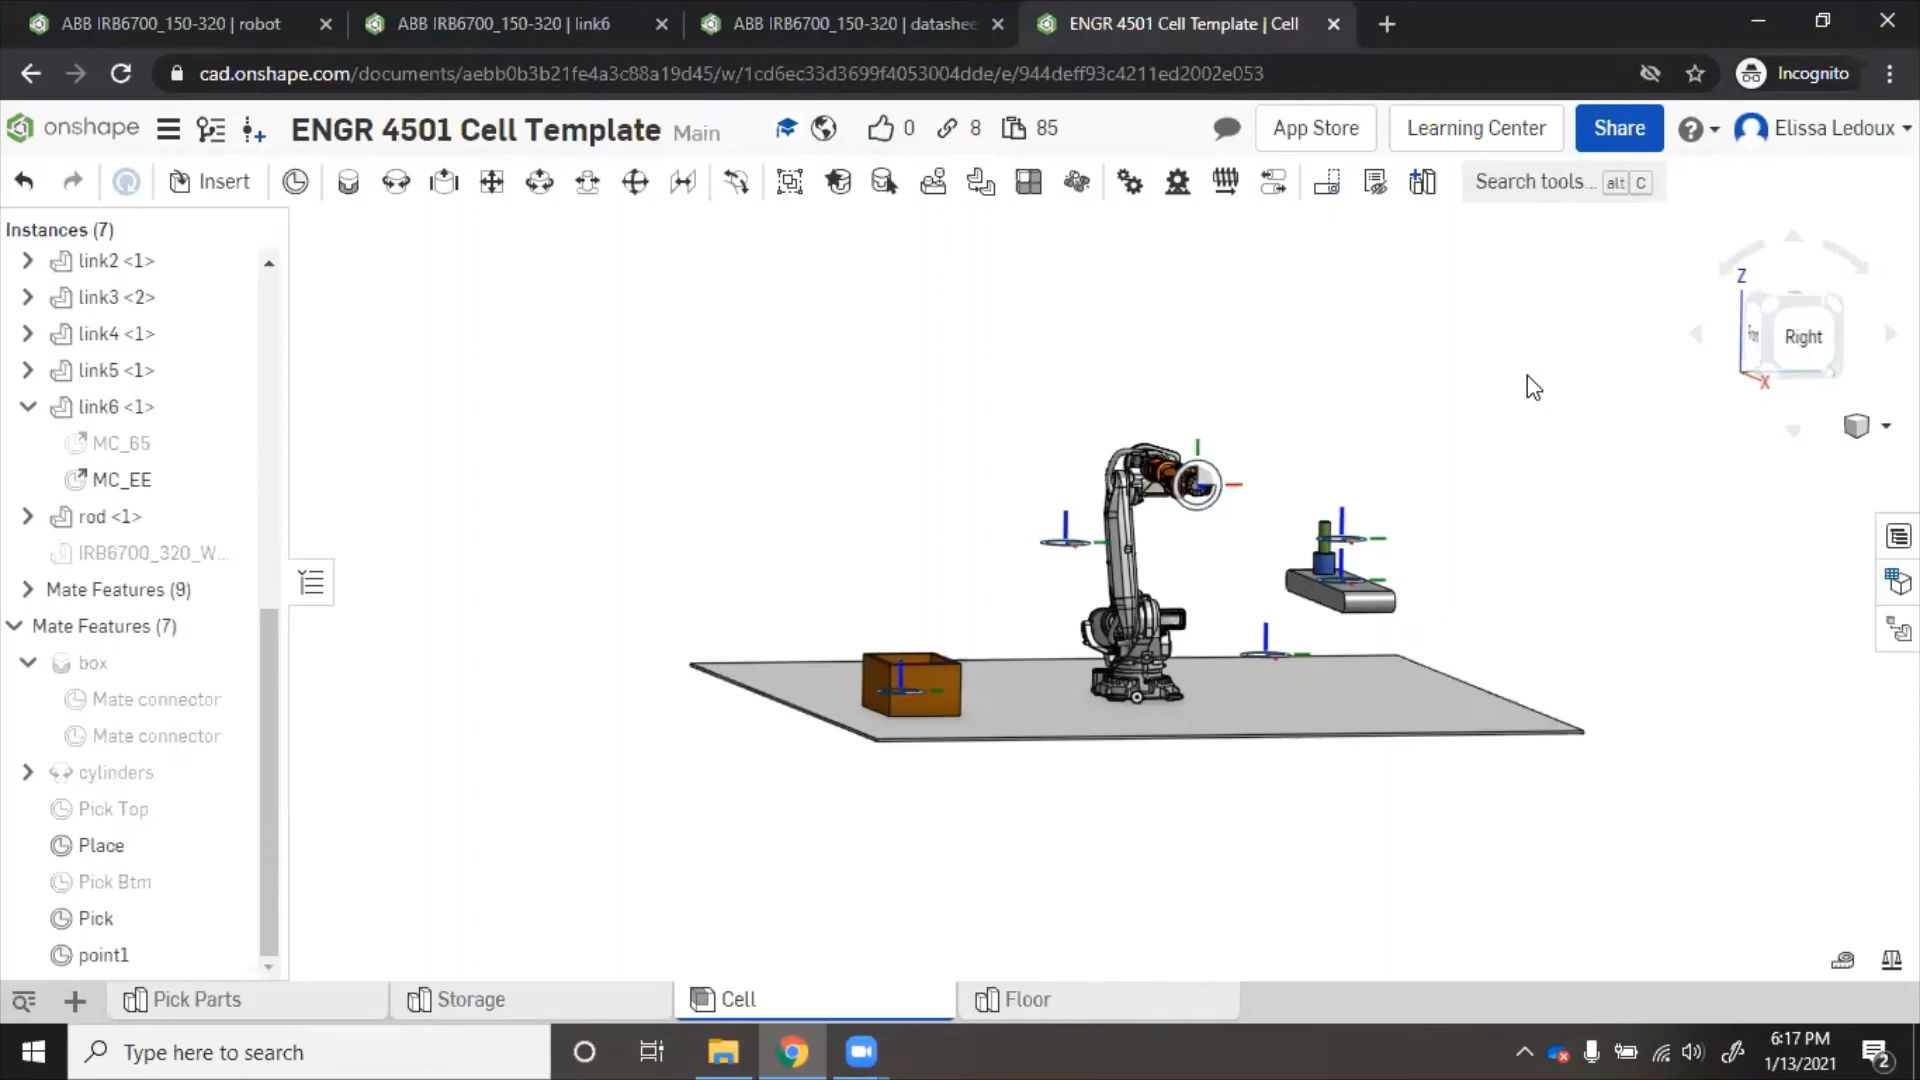 ABB IRB6700_150-320 | robot
ABB IRB6700_150-320 | link6
ABB IRB6700_150-320 | datashee
ENGR 4501 Cell Template | Cell
cad.onshape.com/documents/aebb0b3b21fe4a3c88a19d45/w/1cd6ec33d3699f4053004dde/e/944deff93c4211ed2002e053
Incognito
onshape
ENGR 4501 Cell Template Main
0
8
85
App Store
Learning Center
Share
Elissa Ledoux
Insert
Search tools... alt C
Instances (7)
link2 <1>
link3 <2>
link4 <1>
link5 <1>
link6 <1>
MC_65
MC_EE
rod <1>
IRB6700_320_W...
Mate Features (9)
Mate Features (7)
box
Mate connector
Mate connector
cylinders
Pick Top
Place
Pick Btm
Pick
point1
Z
Right
X
Pick Parts
Storage
Cell
Floor
Type here to search
6:17 PM
1/13/2021
2